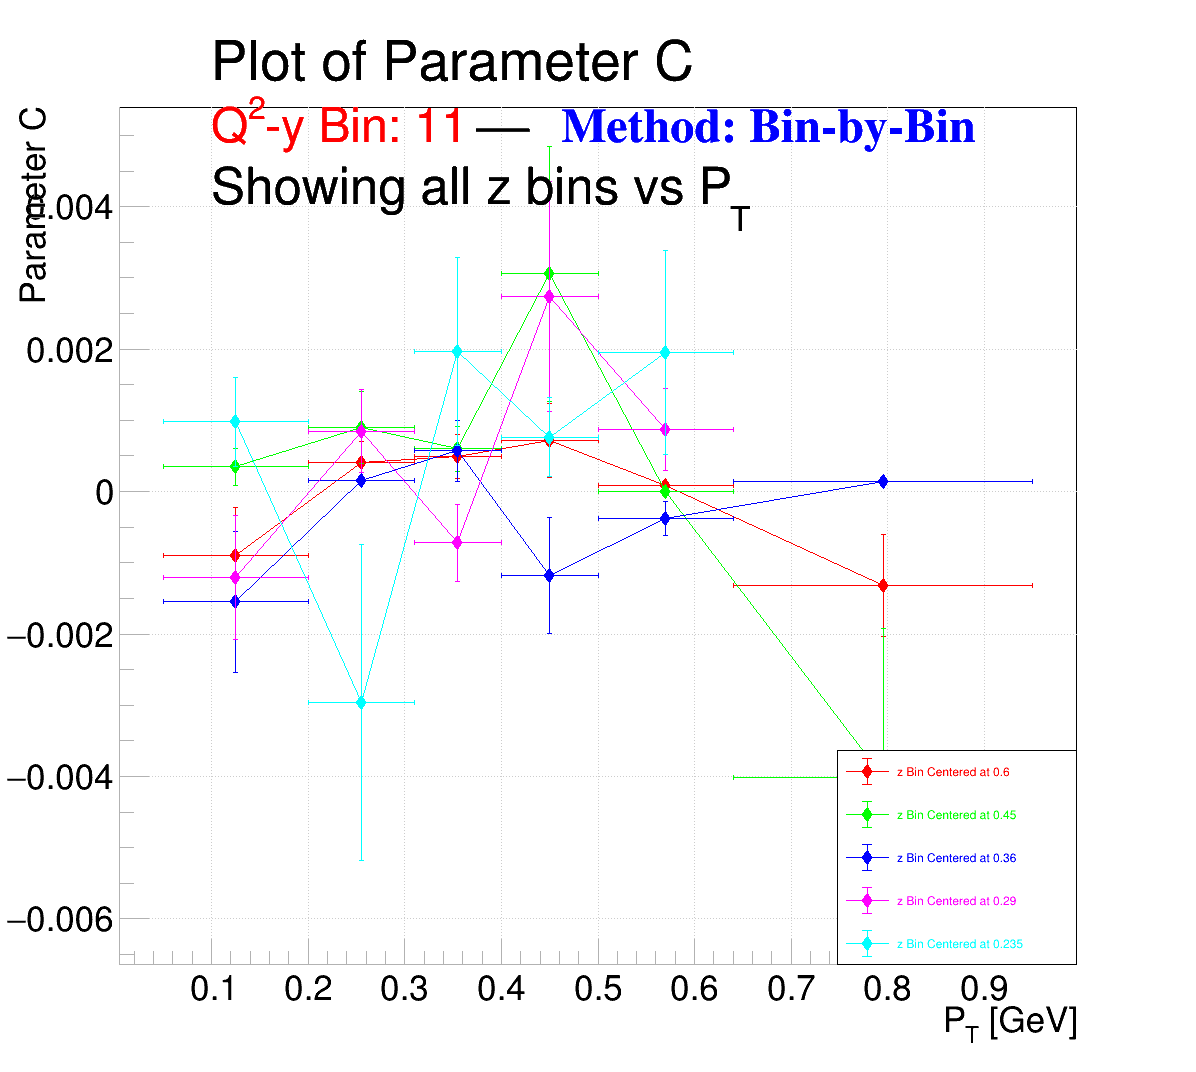 Plot of Parameter C
Q²-y Bin: 11 — Method: Bin-by-Bin
Showing all z bins vs P_T
Parameter C
0.004
0.002
0
−0.002
−0.004
−0.006
z Bin Centered at 0.6
z Bin Centered at 0.45
z Bin Centered at 0.36
z Bin Centered at 0.29
z Bin Centered at 0.235
0.1 0.2 0.3 0.4 0.5 0.6 0.7 0.8 0.9
P_T [GeV]